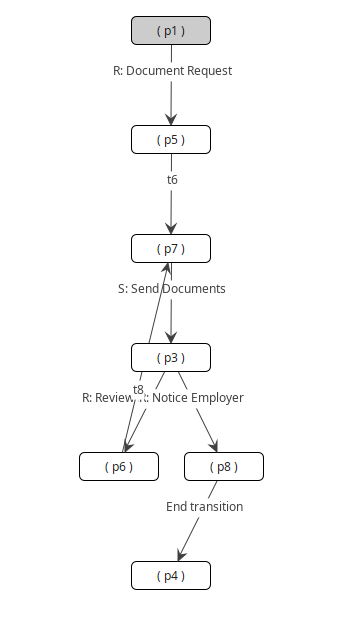 ( p1 )
R: Document Request
( p5 )
t6
( p7 )
S: Send Documents
( p3 )
t8
R: Review
R: Notice Employer
( p6 )
( p8 )
End transition
( p4 )